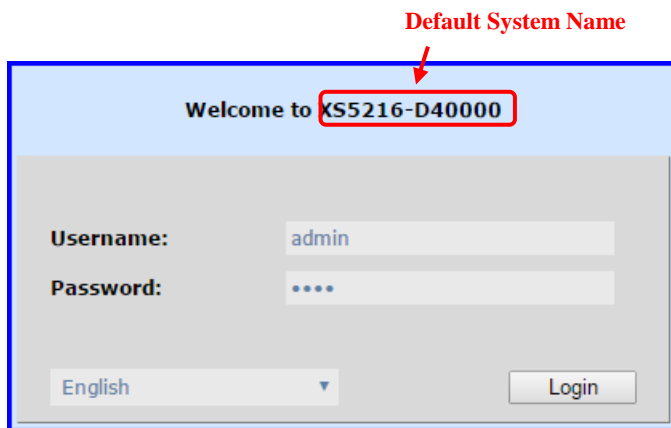 Default System Name
Welcome to XS5216-D40000
Username: admin
Password: ••••
English ▼ Login